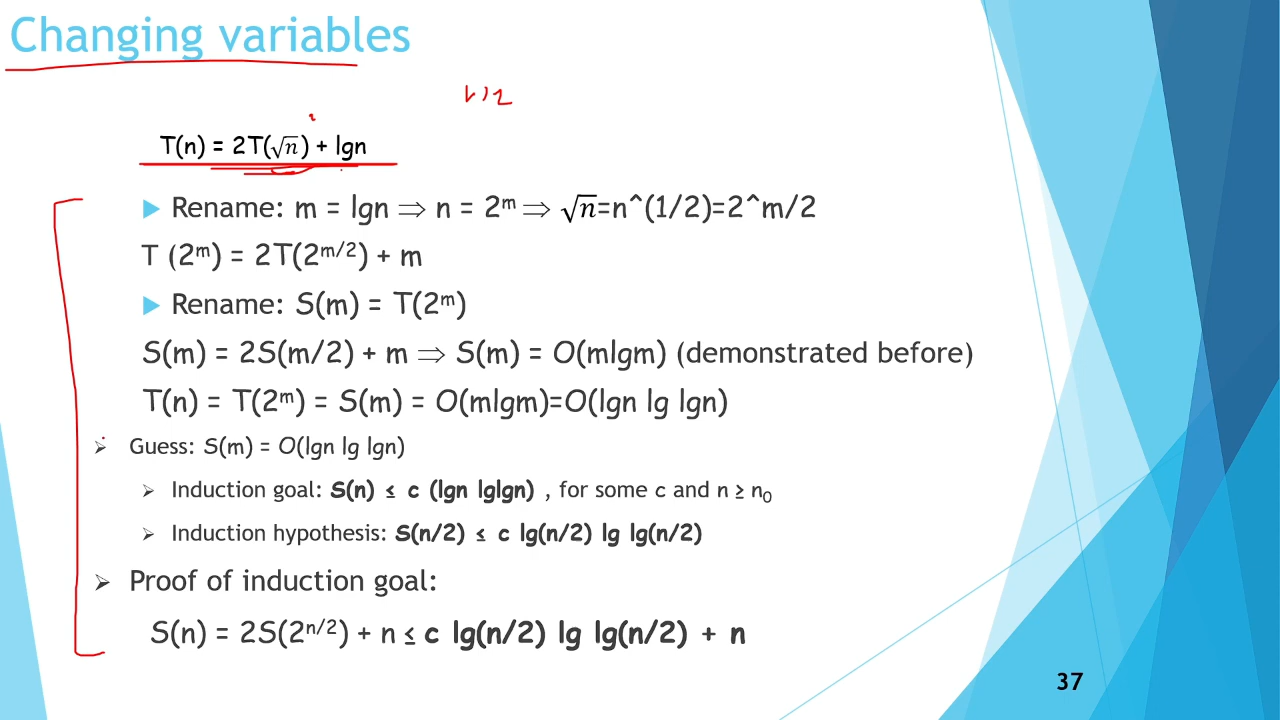 Changing variables
1/2
T(n) = 2T(√n) + lgn
Rename: m = lgn ⇒ n = 2ᵐ ⇒ √n=n^(1/2)=2^m/2
T (2ᵐ) = 2T(2ᵐᐟ²) + m
Rename: S(m) = T(2ᵐ)
S(m) = 2S(m/2) + m ⇒ S(m) = O(mlgm) (demonstrated before)
T(n) = T(2ᵐ) = S(m) = O(mlgm)=O(lgn lg lgn)
Guess: S(m) = O(lgn lg lgn)
Induction goal: S(n) ≤ c (lgn lglgn) , for some c and n ≥ n₀
Induction hypothesis: S(n/2) ≤ c lg(n/2) lg lg(n/2)
Proof of induction goal:
S(n) = 2S(2ⁿᐟ²) + n ≤ c lg(n/2) lg lg(n/2) + n
37